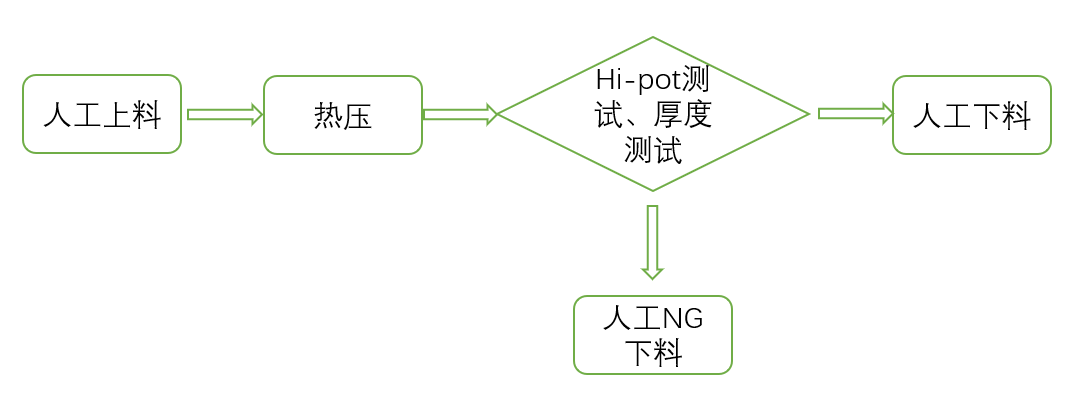 人工上料
热压
Hi-pot测
试、厚度
测试
人工下料
人工NG
下料